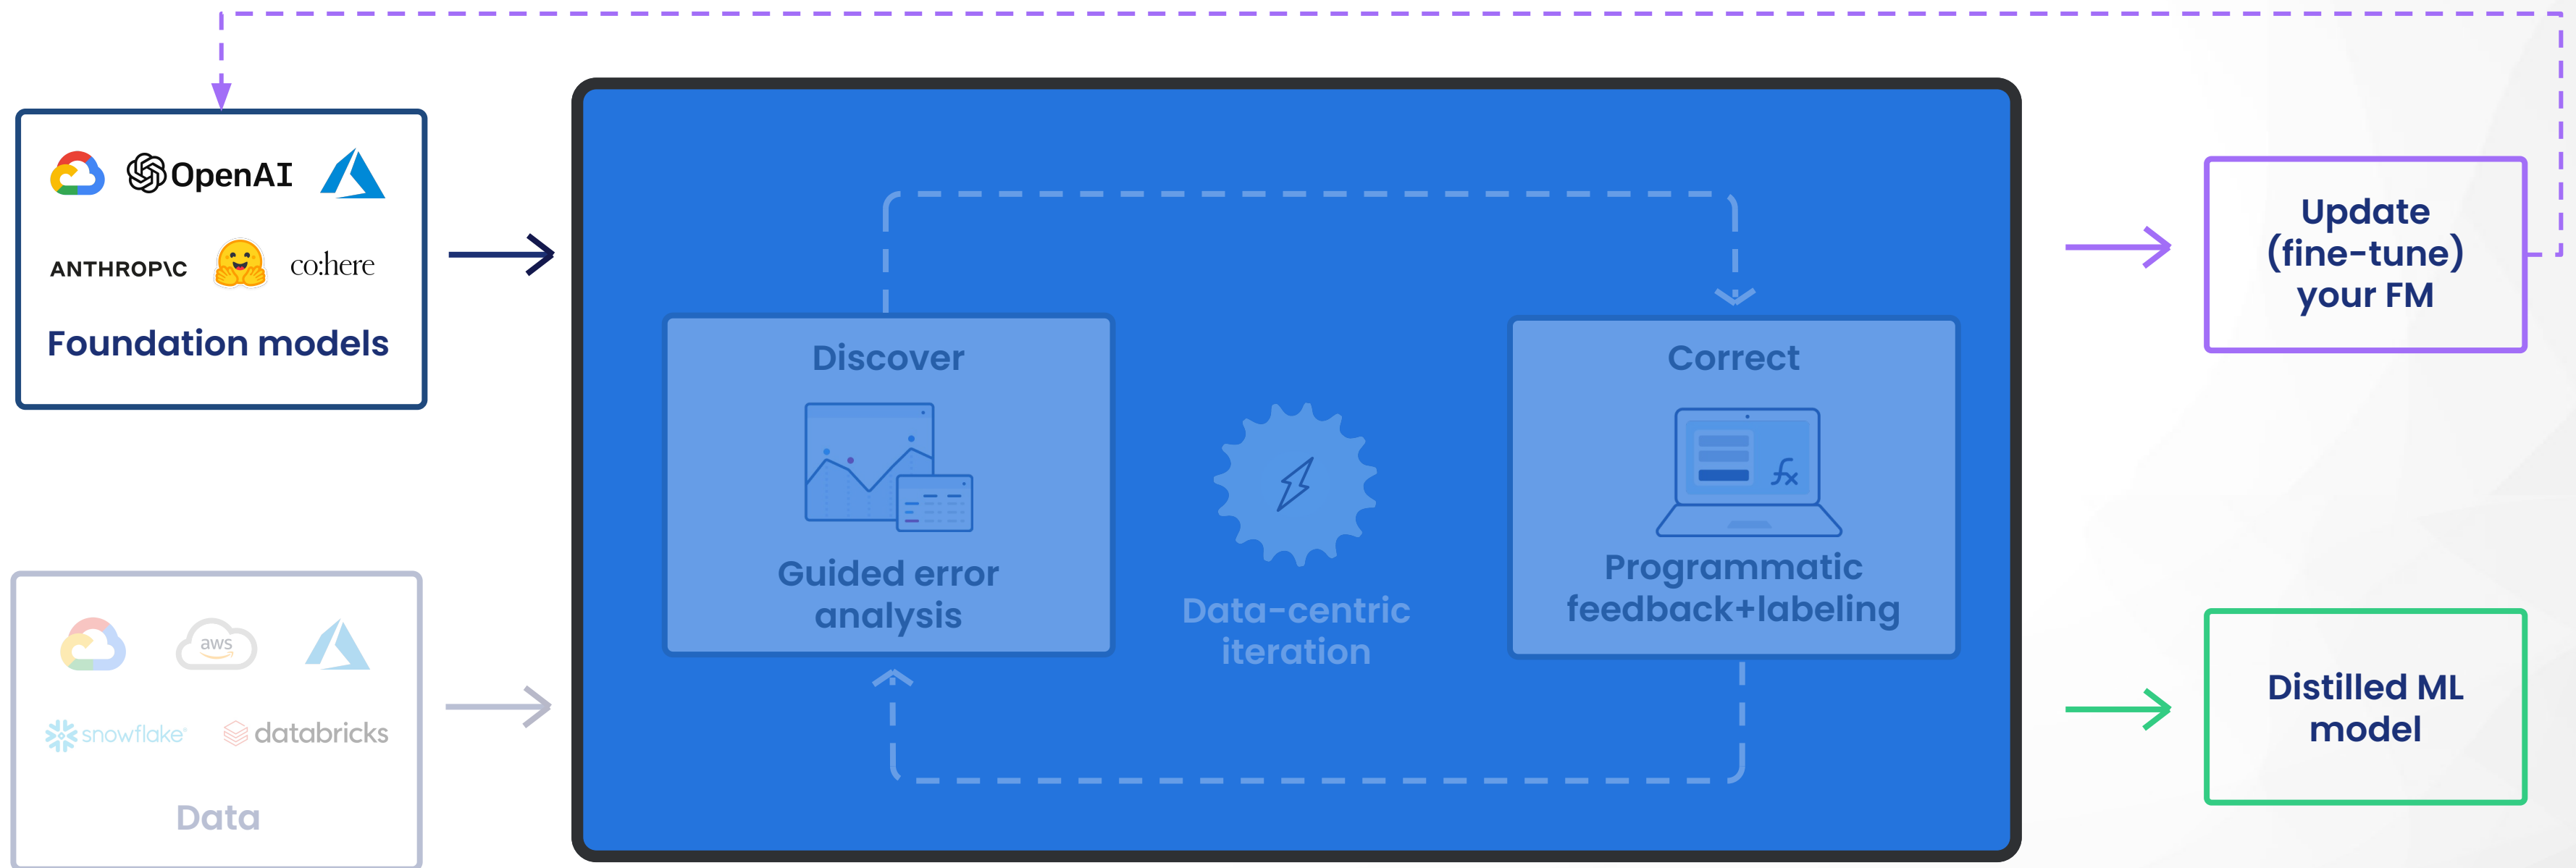 OpenAI
ANTHROP\C
co:here
Foundation models
aws
snowflake®
databricks
Data
Discover
Guided error
analysis
Data-centric
iteration
Correct
fx
Programmatic
feedback+labeling
Update
(fine-tune)
your FM
Distilled ML
model